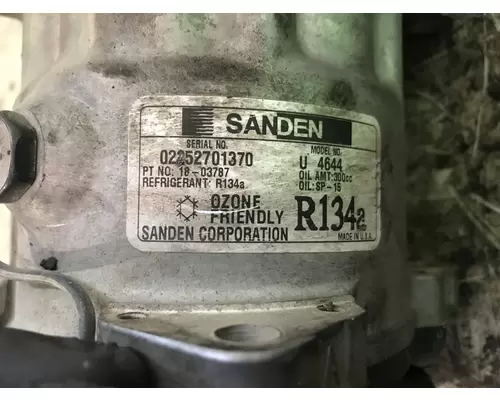 SANDEN
SERIAL NO. MODEL NO.
02252701370 U 4644
PT NO: 18-03787 OIL AMT:300cc
REFRIGERANT: R134a OIL:SP-15
OZONE
FRIENDLY R134a
SANDEN CORPORATION MADE IN U.S.A.